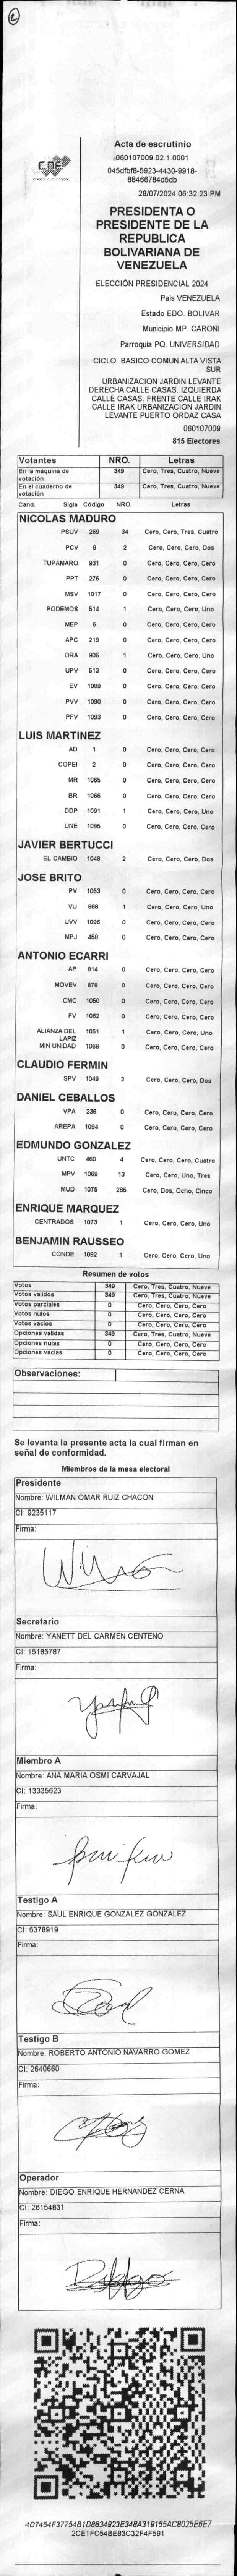 2
CNE
Acta de escrutinio
060107009.02.1.0001
045dfbf8-5923-4430-9918-
88466784d5db
28/07/2024 06:32:23 PM
PRESIDENTA O
PRESIDENTE DE LA
REPUBLICA
BOLIVARIANA DE
VENEZUELA
ELECCIÓN PRESIDENCIAL 2024
País VENEZUELA
Estado EDO. BOLIVAR
Municipio MP. CARONI
Parroquia PQ. UNIVERSIDAD
CICLO BASICO COMUN ALTA VISTA
SUR
URBANIZACION JARDIN LEVANTE
DERECHA CALLE CASAS. IZQUIERDA
CALLE CASAS. FRENTE CALLE IRAK
CALLE IRAK URBANIZACION JARDIN
LEVANTE PUERTO ORDAZ CASA
060107009
815 Electores
Votantes NRO. Letras
En la máquina de votación 349 Cero, Tres, Cuatro, Nueve
En el cuaderno de votación 349 Cero, Tres, Cuatro, Nueve
Cand. Sigla Código NRO. Letras
NICOLAS MADURO
PSUV 269 34 Cero, Cero, Tres, Cuatro
PCV 9 2 Cero, Cero, Cero, Dos
TUPAMARO 931 0 Cero, Cero, Cero, Cero
PPT 276 0 Cero, Cero, Cero, Cero
MSV 1017 0 Cero, Cero, Cero, Cero
PODEMOS 514 1 Cero, Cero, Cero, Uno
MEP 6 0 Cero, Cero, Cero, Cero
APC 219 0 Cero, Cero, Cero, Cero
ORA 906 1 Cero, Cero, Cero, Uno
UPV 513 0 Cero, Cero, Cero, Cero
EV 1089 0 Cero, Cero, Cero, Cero
PVV 1090 0 Cero, Cero, Cero, Cero
PFV 1093 0 Cero, Cero, Cero, Cero
LUIS MARTINEZ
AD 1 0 Cero, Cero, Cero, Cero
COPEI 2 0 Cero, Cero, Cero, Cero
MR 1065 0 Cero, Cero, Cero, Cero
BR 1066 0 Cero, Cero, Cero, Cero
DDP 1091 1 Cero, Cero, Cero, Uno
UNE 1095 0 Cero, Cero, Cero, Cero
JAVIER BERTUCCI
EL CAMBIO 1048 2 Cero, Cero, Cero, Dos
JOSE BRITO
PV 1053 0 Cero, Cero, Cero, Cero
VU 868 1 Cero, Cero, Cero, Uno
UVV 1096 0 Cero, Cero, Cero, Cero
MPJ 458 0 Cero, Cero, Cero, Cero
ANTONIO ECARRI
AP 914 0 Cero, Cero, Cero, Cero
MOVEV 878 0 Cero, Cero, Cero, Cero
CMC 1050 0 Cero, Cero, Cero, Cero
FV 1062 0 Cero, Cero, Cero, Cero
ALIANZA DEL LAPIZ 1051 1 Cero, Cero, Cero, Uno
MIN UNIDAD 1068 0 Cero, Cero, Cero, Cero
CLAUDIO FERMIN
SPV 1049 2 Cero, Cero, Cero, Dos
DANIEL CEBALLOS
VPA 236 0 Cero, Cero, Cero, Cero
AREPA 1094 0 Cero, Cero, Cero, Cero
EDMUNDO GONZALEZ
UNTC 460 4 Cero, Cero, Cero, Cuatro
MPV 1069 13 Cero, Cero, Uno, Tres
MUD 1075 285 Cero, Dos, Ocho, Cinco
ENRIQUE MARQUEZ
CENTRADOS 1073 1 Cero, Cero, Cero, Uno
BENJAMIN RAUSSEO
CONDE 1092 1 Cero, Cero, Cero, Uno
Resumen de votos
Votos 349 Cero, Tres, Cuatro, Nueve
Votos validos 349 Cero, Tres, Cuatro, Nueve
Votos parciales 0 Cero, Cero, Cero, Cero
Votos nulos 0 Cero, Cero, Cero, Cero
Votos vacios 0 Cero, Cero, Cero, Cero
Opciones validas 349 Cero, Tres, Cuatro, Nueve
Opciones nulas 0 Cero, Cero, Cero, Cero
Opciones vacias 0 Cero, Cero, Cero, Cero
Observaciones:
Se levanta la presente acta la cual firman en
señal de conformidad.
Miembros de la mesa electoral
Presidente
Nombre: WILMAN OMAR RUIZ CHACON
CI: 9235117
Firma:
Secretario
Nombre: YANETT DEL CARMEN CENTENO
CI: 15185787
Firma:
Miembro A
Nombre: ANA MARIA OSMI CARVAJAL
CI: 13335623
Firma:
Testigo A
Nombre: SAUL ENRIQUE GONZALEZ GONZALEZ
CI: 6378919
Firma:
Testigo B
Nombre: ROBERTO ANTONIO NAVARRO GOMEZ
CI: 2640660
Firma:
Operador
Nombre: DIEGO ENRIQUE HERNANDEZ CERNA
CI: 26154831
Firma:
4D7454F37754B1D8834923E348A319155AC8025E6E7
2CE1FC54BE83C32F4F591